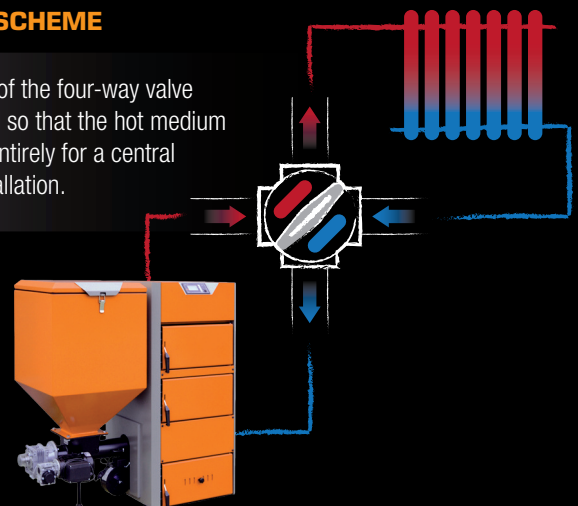 SCHEME
of the four-way valve
so that the hot medium
ntirely for a central
allation.